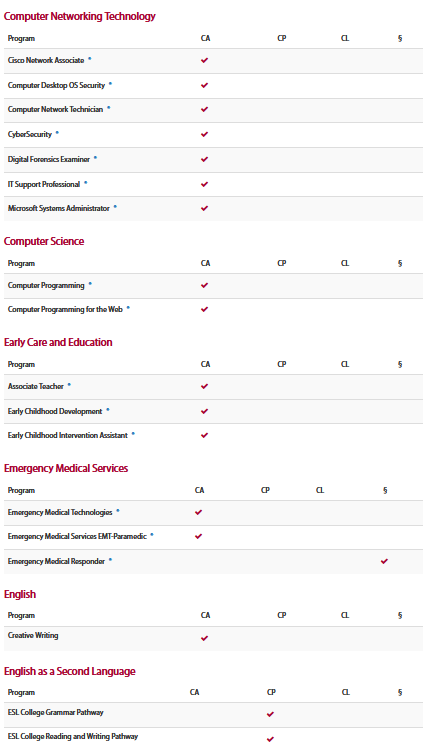 Computer Networking Technology
Program CA CP CL §
Cisco Network Associate * ✔
Computer Desktop OS Security * ✔
Computer Network Technician * ✔
CyberSecurity * ✔
Digital Forensics Examiner * ✔
IT Support Professional * ✔
Microsoft Systems Administrator * ✔
Computer Science
Program CA CP CL §
Computer Programming * ✔
Computer Programming for the Web * ✔
Early Care and Education
Program CA CP CL §
Associate Teacher * ✔
Early Childhood Development * ✔
Early Childhood Intervention Assistant * ✔
Emergency Medical Services
Program CA CP CL §
Emergency Medical Technologies * ✔
Emergency Medical Services EMT-Paramedic * ✔
Emergency Medical Responder * ✔
English
Program CA CP CL §
Creative Writing ✔
English as a Second Language
Program CA CP CL §
ESL College Grammar Pathway ✔
ESL College Reading and Writing Pathway ✔